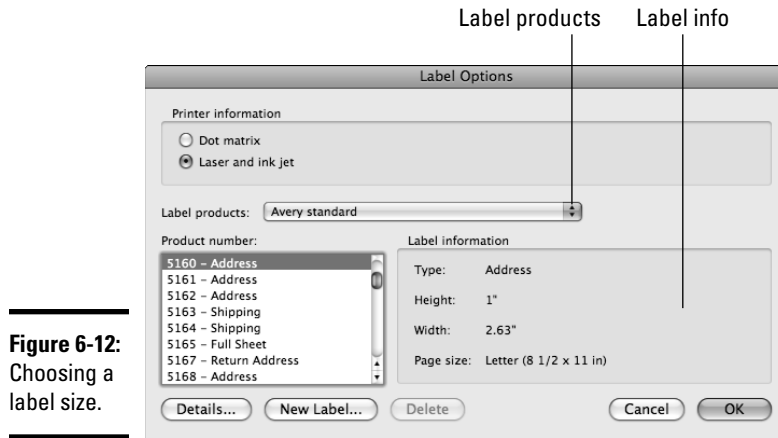 Label products Label info
Label Options
Printer information
Dot matrix
Laser and ink jet
Label products: Avery standard
Product number:
5160 – Address
5161 – Address
5162 – Address
5163 – Shipping
5164 – Shipping
5165 – Full Sheet
5167 – Return Address
5168 – Address
Label information
Type: Address
Height: 1"
Width: 2.63"
Page size: Letter (8 1/2 x 11 in)
Details... New Label... Delete Cancel OK
Figure 6-12:
Choosing a
label size.